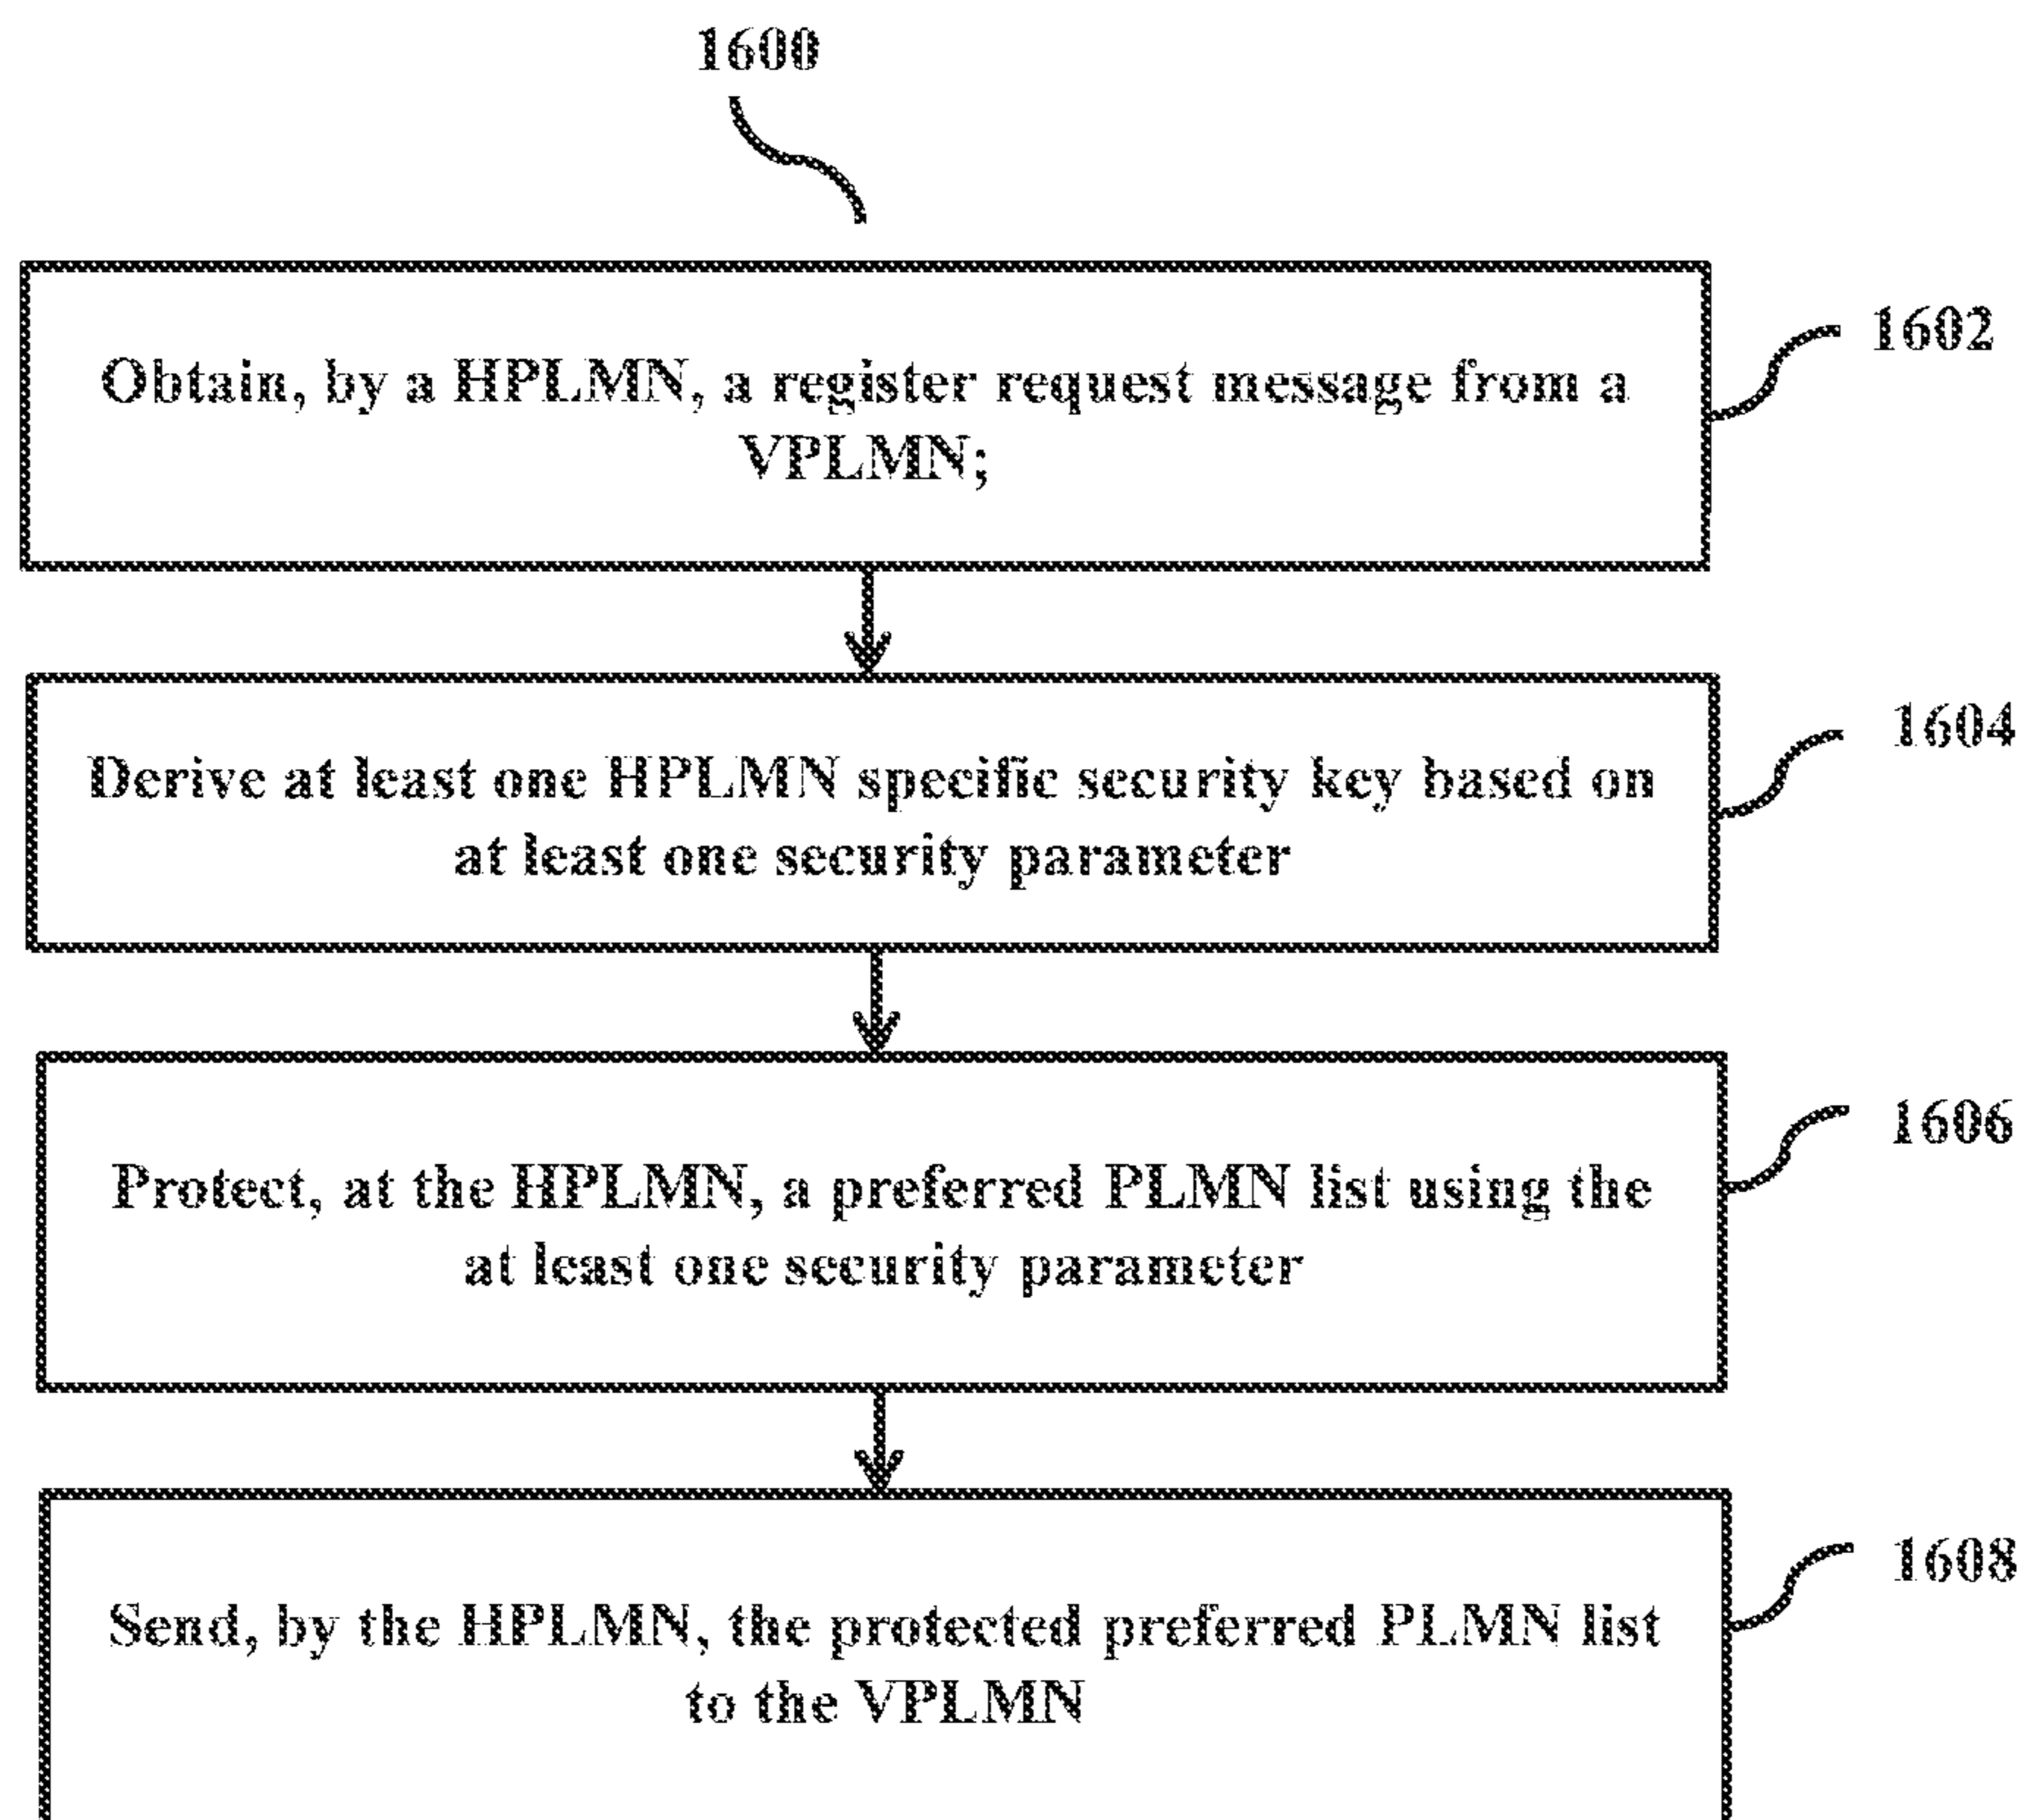 1600
Obtain, by a HPLMN, a register request message from a
VPLMN;
1602
Derive at least one HPLMN specific security key based on
at least one security parameter
1604
Protect, at the HPLMN, a preferred PLMN list using the
at least one security parameter
1606
Send, by the HPLMN, the protected preferred PLMN list
to the VPLMN
1608